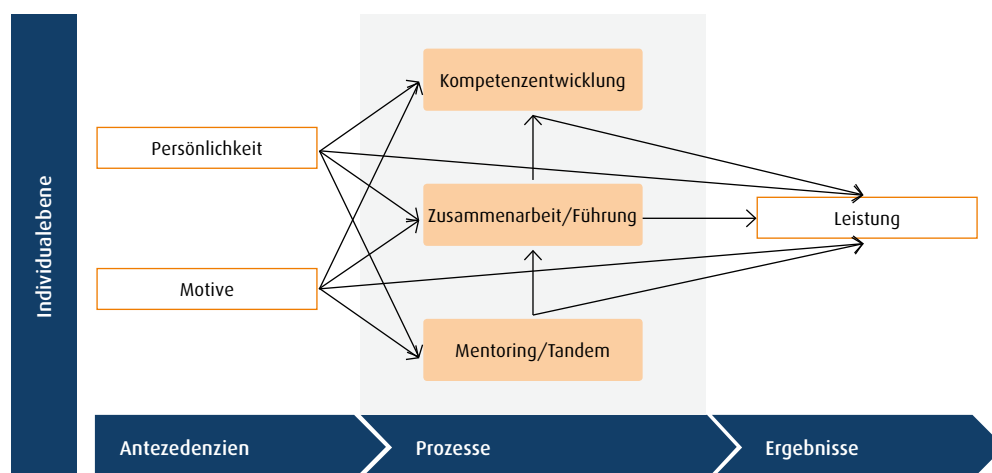 Individualebene
Kompetenzentwicklung
Persönlichkeit
Zusammenarbeit/Führung
Leistung
Motive
Mentoring/Tandem
Antezedenzien
Prozesse
Ergebnisse